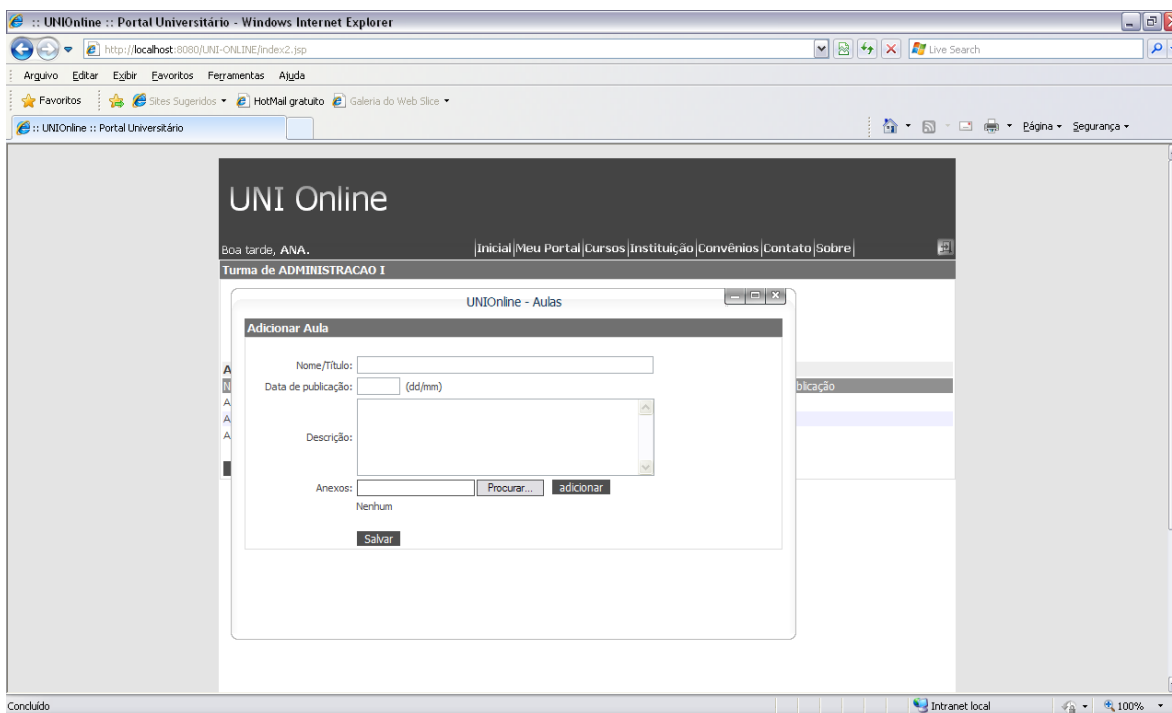 :: UNIOnline :: Portal Universitário - Windows Internet Explorer
http://localhost:8080/UNI-ONLINE/index2.jsp
Live Search
Arquivo Editar Exibir Favoritos Ferramentas Ajuda
Favoritos Sites Sugeridos HotMail gratuito Galeria do Web Slice
:: UNIOnline :: Portal Universitário Página Segurança
UNI Online
Boa tarde, ANA. |Inicial|Meu Portal|Cursos|Instituição|Convênios|Contato|Sobre|
Turma de ADMINISTRACAO I
UNIOnline - Aulas
Adicionar Aula
Nome/Título:
Data de publicação: (dd/mm)
Descrição:
Anexos: Procurar... adicionar
Nenhum
Salvar
Concluído Intranet local 100%